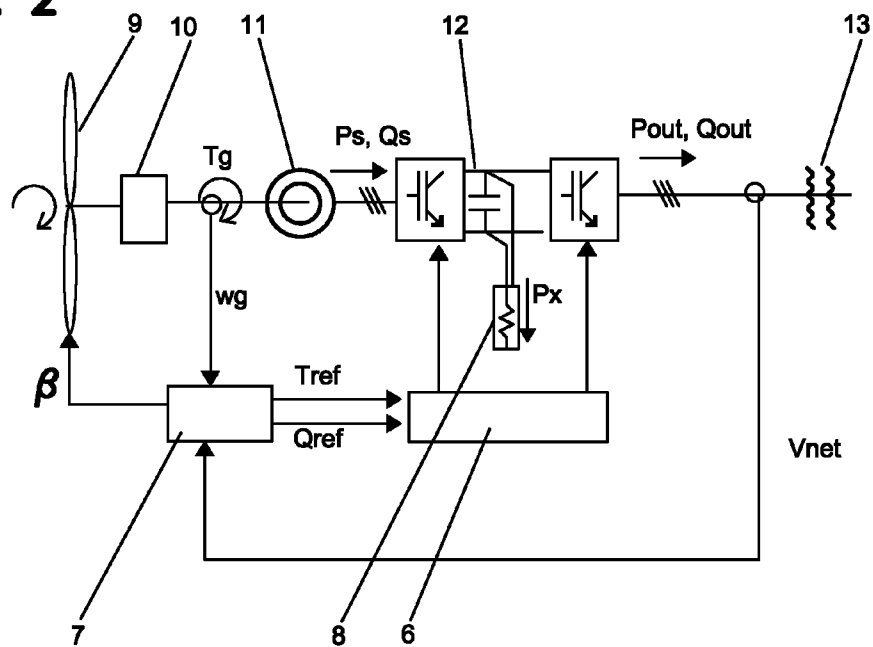 2
9
10
11
12
13
Tg
Ps, Qs
Pout, Qout
wg
Px
β
Tref
Qref
Vnet
7
8
6